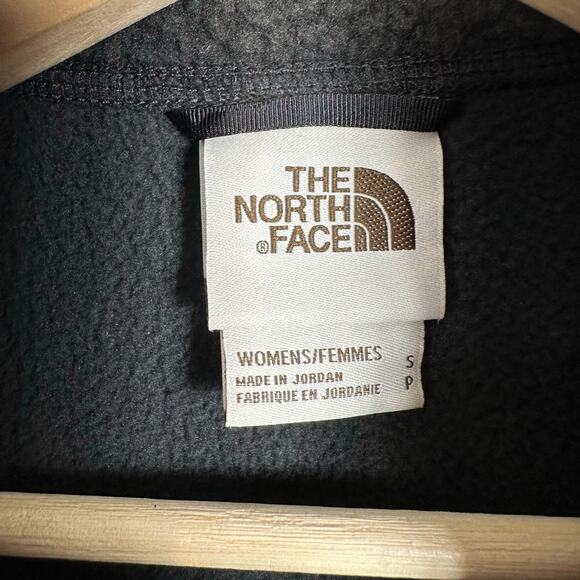 THE
NORTH
®FACE
WOMENS/FEMMES S
MADE IN JORDAN P
FABRIQUE EN JORDANIE